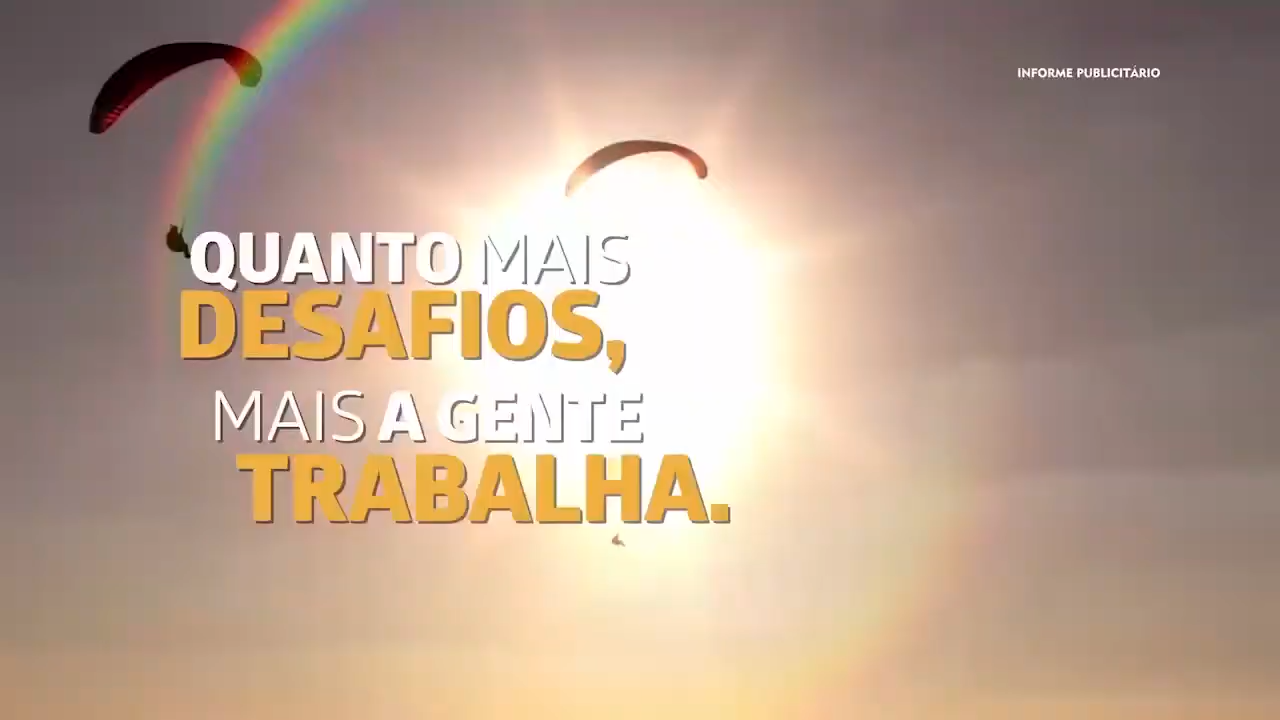 INFORME PUBLICITÁRIO
QUANTO MAIS
DESAFIOS,
MAIS A GENTE
TRABALHA.